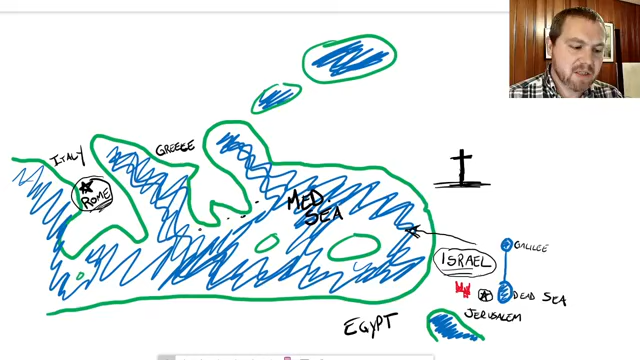 ITALY
GREECE
ROME
MED.
SEA
ISRAEL
GALILEE
DEAD SEA
JERUSALEM
EGYPT